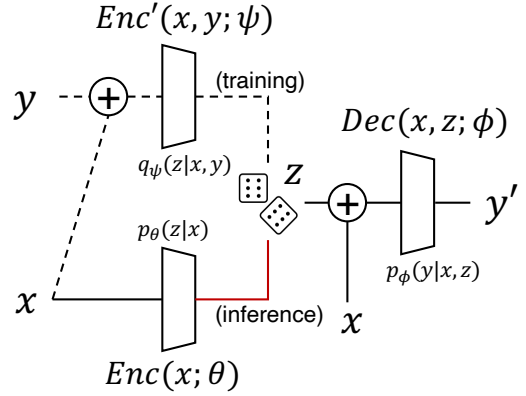 Enc′(x, y; ψ)
(training)
y
+
q_ψ(z|x, y)
Dec(x, z; ϕ)
z
+
y′
p_θ(z|x)
p_ϕ(y|x, z)
x
(inference)
x
Enc(x; θ)